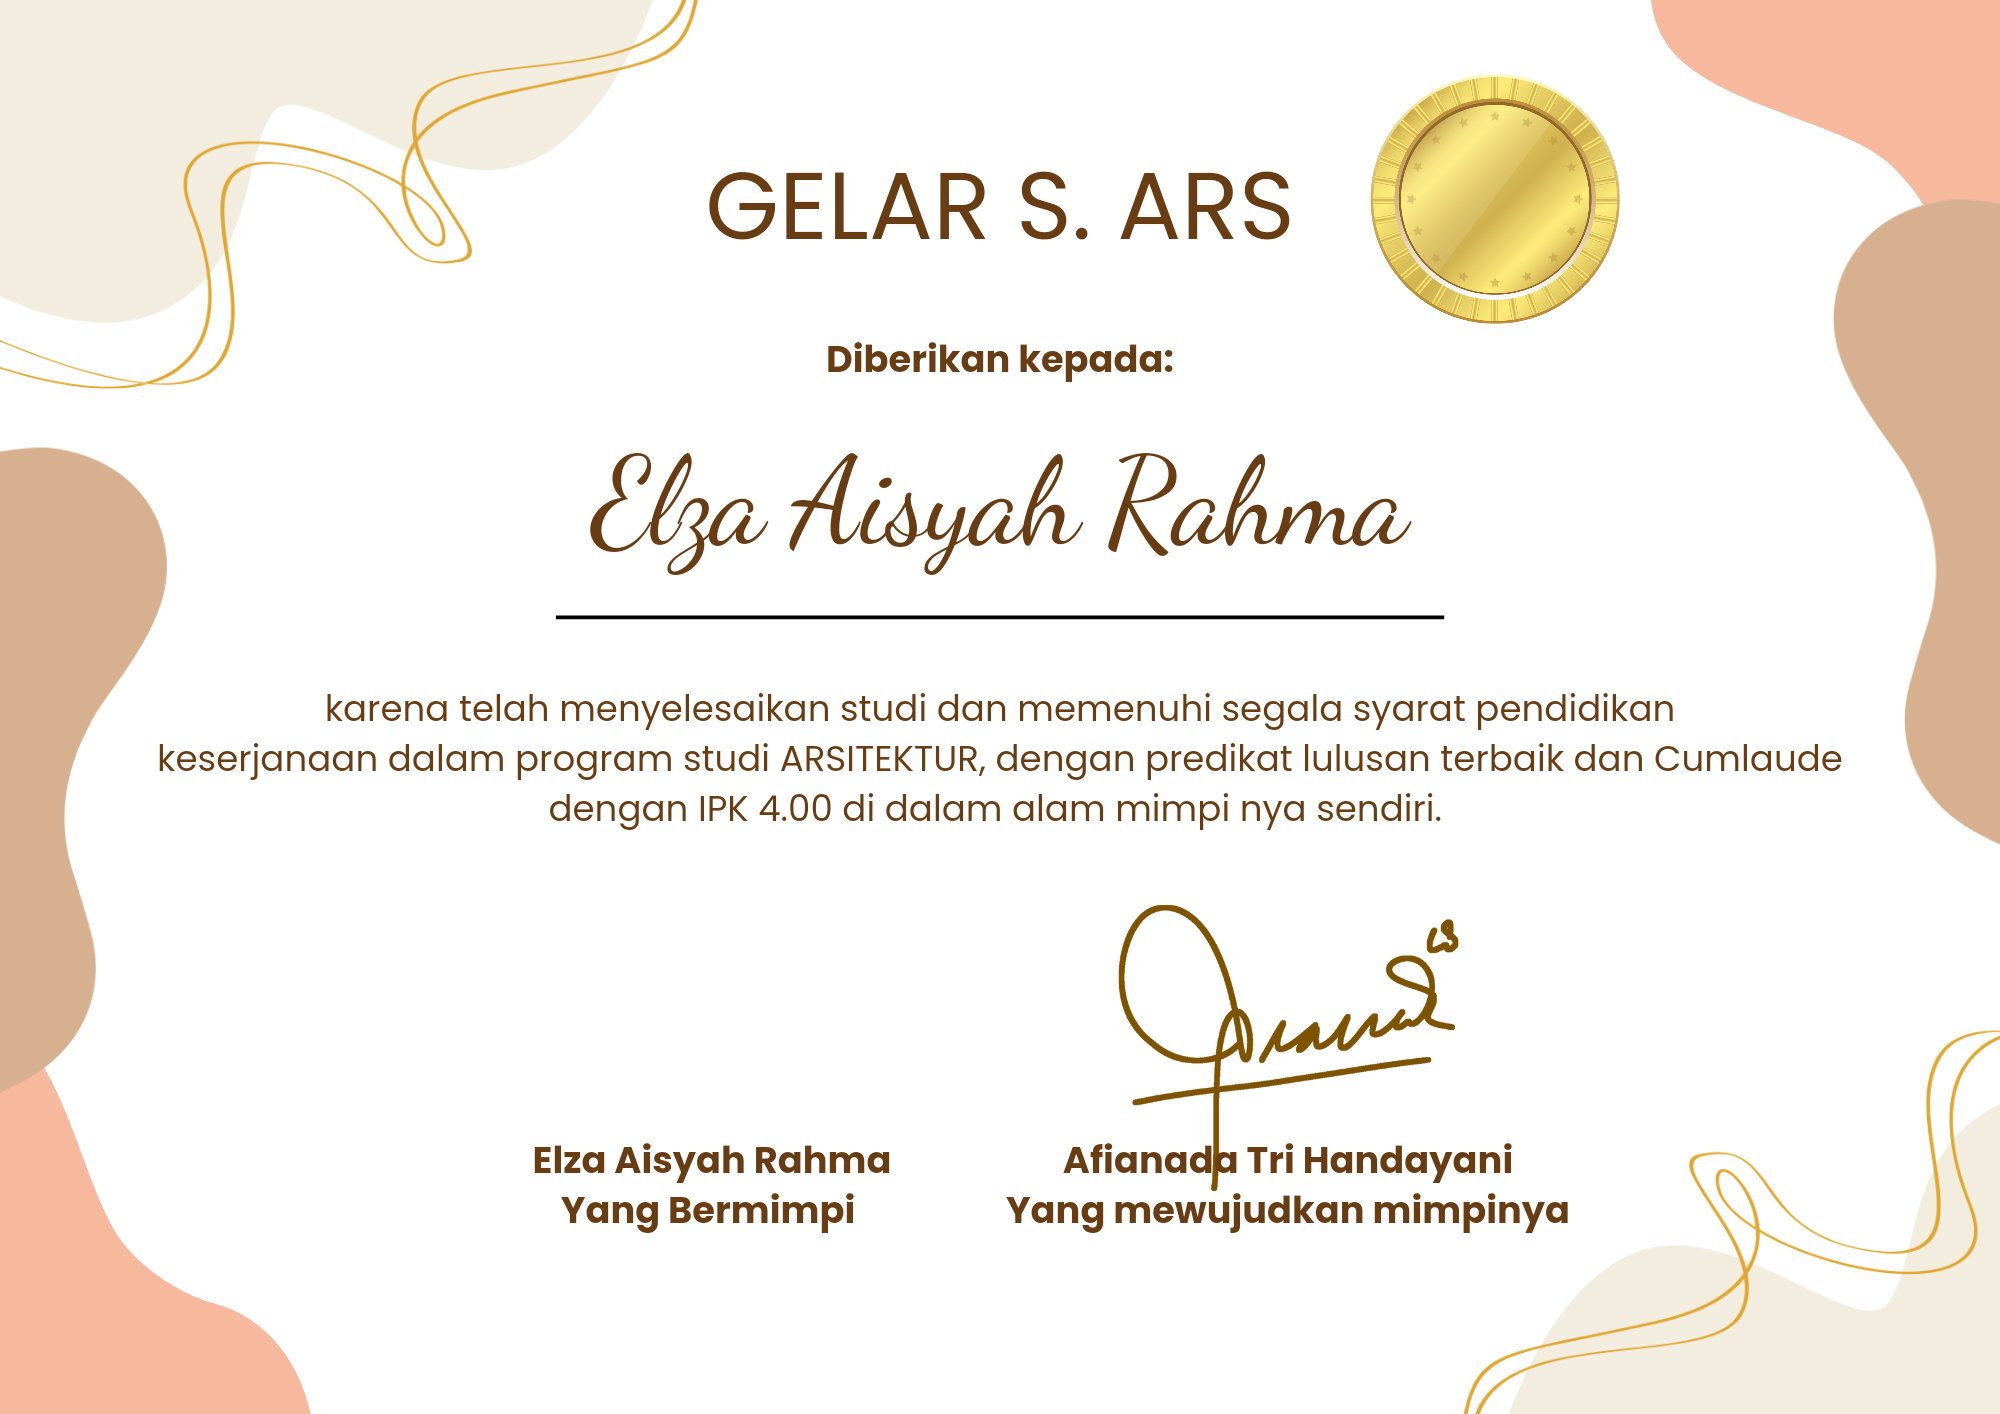 GELAR S. ARS
Diberikan kepada:
Elza Aisyah Rahma
karena telah menyelesaikan studi dan memenuhi segala syarat pendidikan
keserjanaan dalam program studi ARSITEKTUR, dengan predikat lulusan terbaik dan Cumlaude
dengan IPK 4.00 di dalam alam mimpi nya sendiri.
Elza Aisyah Rahma
Yang Bermimpi
Afianada Tri Handayani
Yang mewujudkan mimpinya